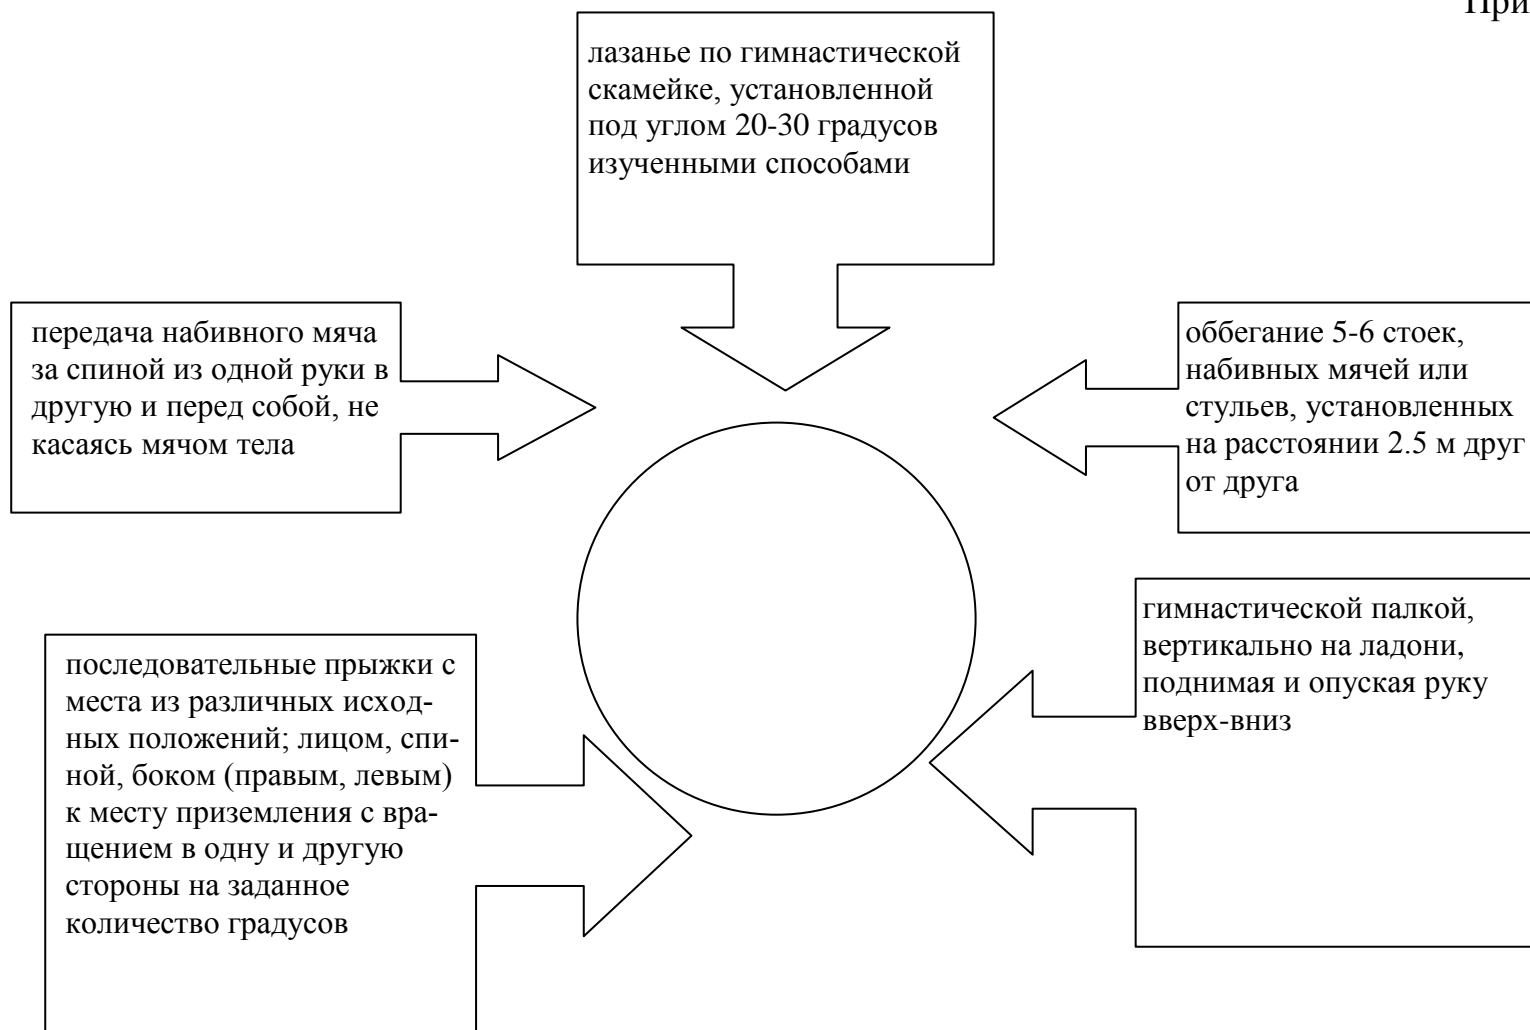 При
лазанье по гимнастической
скамейке, установленной
под углом 20-30 градусов
изученными способами
передача набивного мяча
за спиной из одной руки в
другую и перед собой, не
касаясь мячом тела
оббегание 5-6 стоек,
набивных мячей или
стульев, установленных
на расстоянии 2.5 м друг
от друга
последовательные прыжки с
места из различных исход-
ных положений; лицом, спи-
ной, боком (правым, левым)
к месту приземления с вра-
щением в одну и другую
стороны на заданное
количество градусов
гимнастической палкой,
вертикально на ладони,
поднимая и опуская руку
вверх-вниз